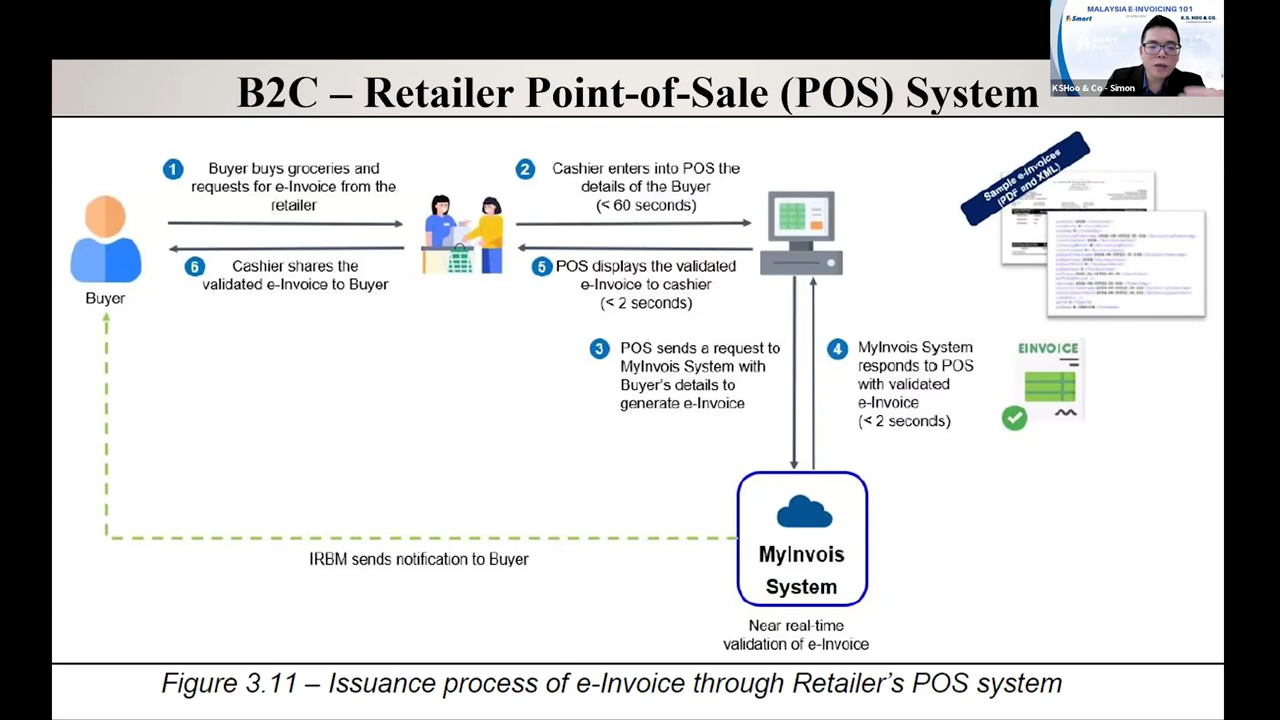 MALAYSIA E-INVOICING 101
Smart
K.S. HOO & CO.
KSHoo & Co - Simon
B2C – Retailer Point-of-Sale (POS) System
1
Buyer buys groceries and
requests for e-Invoice from the
retailer
2
Cashier enters into POS the
details of the Buyer
(< 60 seconds)
Sample e-Invoices
(PDF and XML)
6
Cashier shares the
validated e-Invoice to Buyer
5
POS displays the validated
e-Invoice to cashier
(< 2 seconds)
Buyer
3
POS sends a request to
MyInvois System with
Buyer's details to
generate e-Invoice
4
MyInvois System
responds to POS
with validated
e-Invoice
(< 2 seconds)
EINVOICE
IRBM sends notification to Buyer
MyInvois
System
Near real-time
validation of e-Invoice
Figure 3.11 – Issuance process of e-Invoice through Retailer's POS system